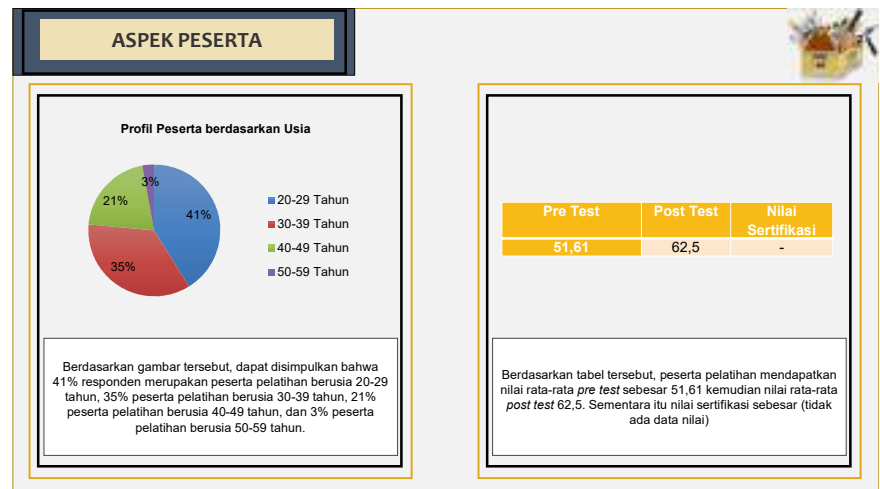 ASPEK PESERTA
Profil Peserta berdasarkan Usia
3%
21%
41%
35%
20-29 Tahun
30-39 Tahun
40-49 Tahun
50-59 Tahun
Berdasarkan gambar tersebut, dapat disimpulkan bahwa
41% responden merupakan peserta pelatihan berusia 20-29
tahun, 35% peserta pelatihan berusia 30-39 tahun, 21%
peserta pelatihan berusia 40-49 tahun, dan 3% peserta
pelatihan berusia 50-59 tahun.
Pre Test Post Test Nilai
Sertifikasi
51,61 62,5 -
Berdasarkan tabel tersebut, peserta pelatihan mendapatkan
nilai rata-rata pre test sebesar 51,61 kemudian nilai rata-rata
post test 62,5. Sementara itu nilai sertifikasi sebesar (tidak
ada data nilai)